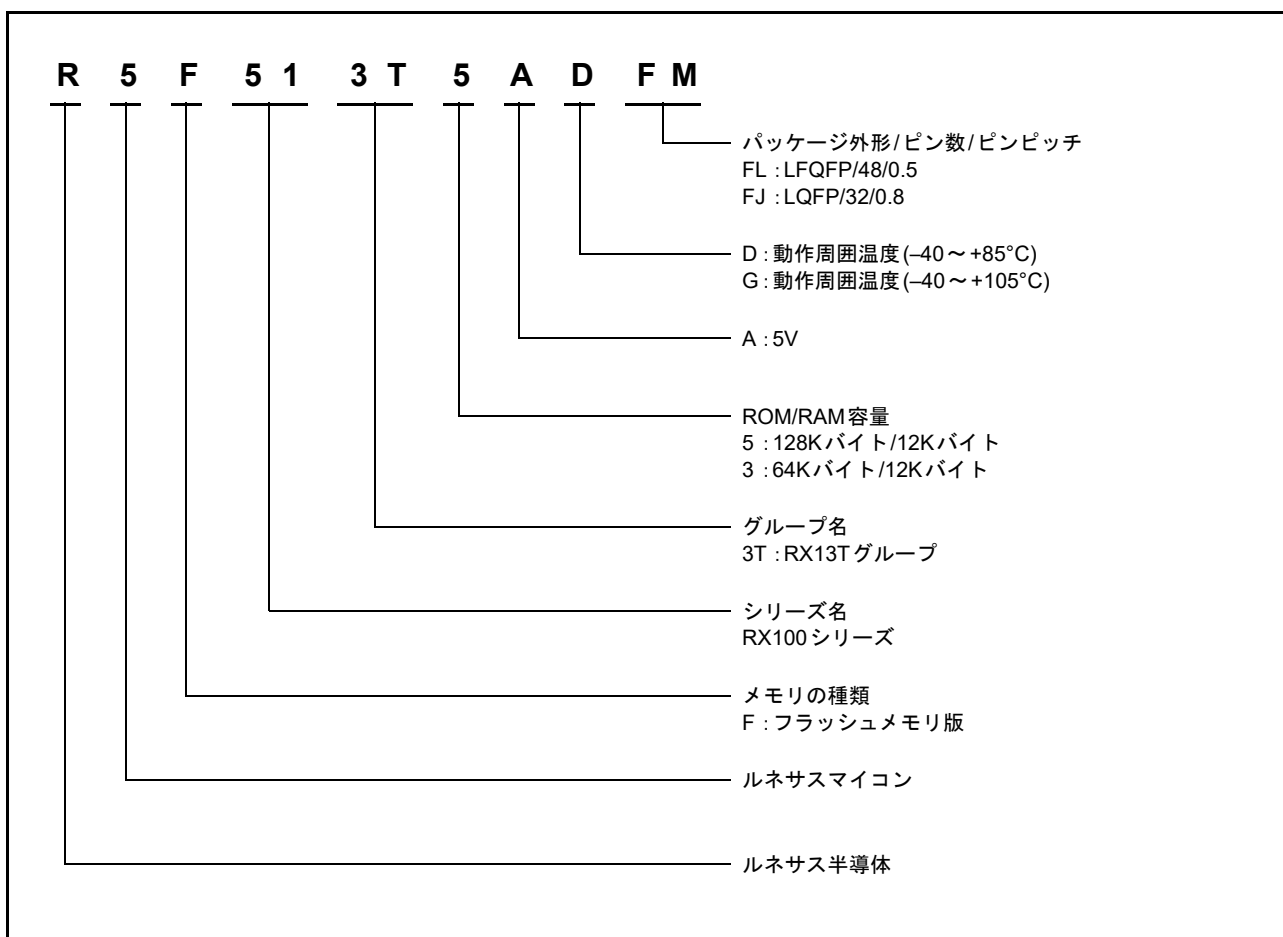 R 5 F 5 1 3 T 5 A D F M
パッケージ外形/ピン数/ピンピッチ
FL : LFQFP/48/0.5
FJ : LQFP/32/0.8
D : 動作周囲温度(–40～+85°C)
G : 動作周囲温度(–40～+105°C)
A : 5V
ROM/RAM容量
5 : 128Kバイト/12Kバイト
3 : 64Kバイト/12Kバイト
グループ名
3T : RX13Tグループ
シリーズ名
RX100シリーズ
メモリの種類
F : フラッシュメモリ版
ルネサスマイコン
ルネサス半導体